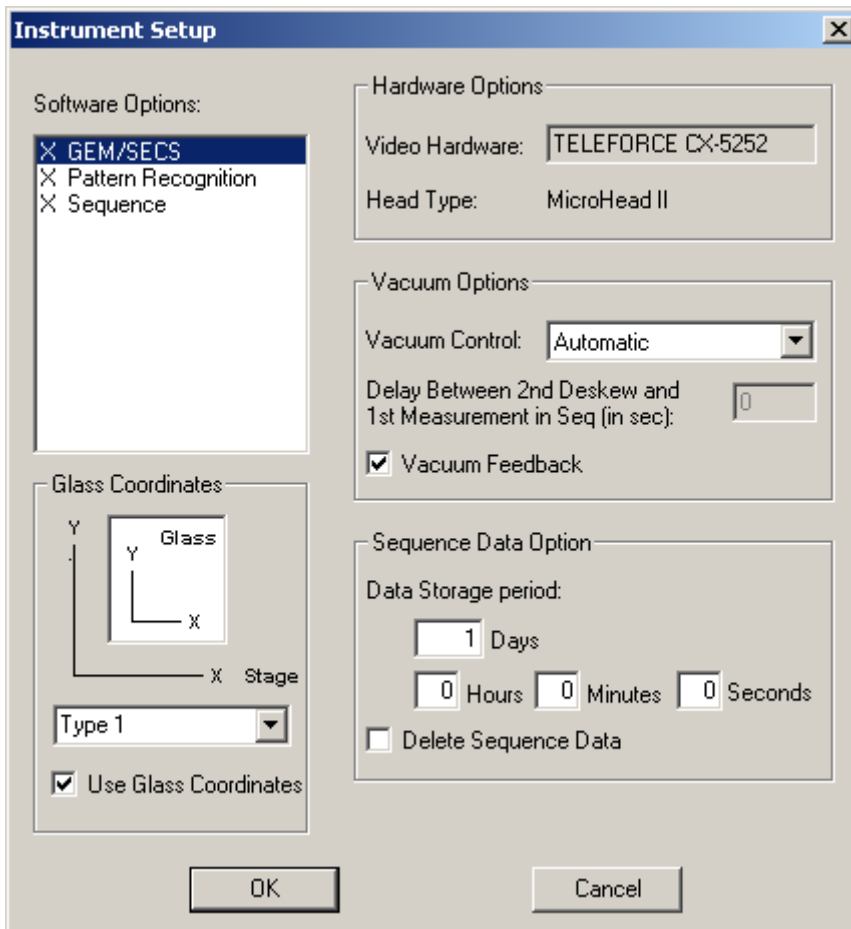 Instrument Setup
Software Options:
X GEM/SECS
X Pattern Recognition
X Sequence
Glass Coordinates
Y
Glass
Y
X
X Stage
Type 1
Use Glass Coordinates
Hardware Options
Video Hardware: TELEFORCE CX-5252
Head Type: MicroHead II
Vacuum Options
Vacuum Control: Automatic
Delay Between 2nd Deskew and
1st Measurement in Seq (in sec): 0
Vacuum Feedback
Sequence Data Option
Data Storage period:
1 Days
0 Hours 0 Minutes 0 Seconds
Delete Sequence Data
OK
Cancel